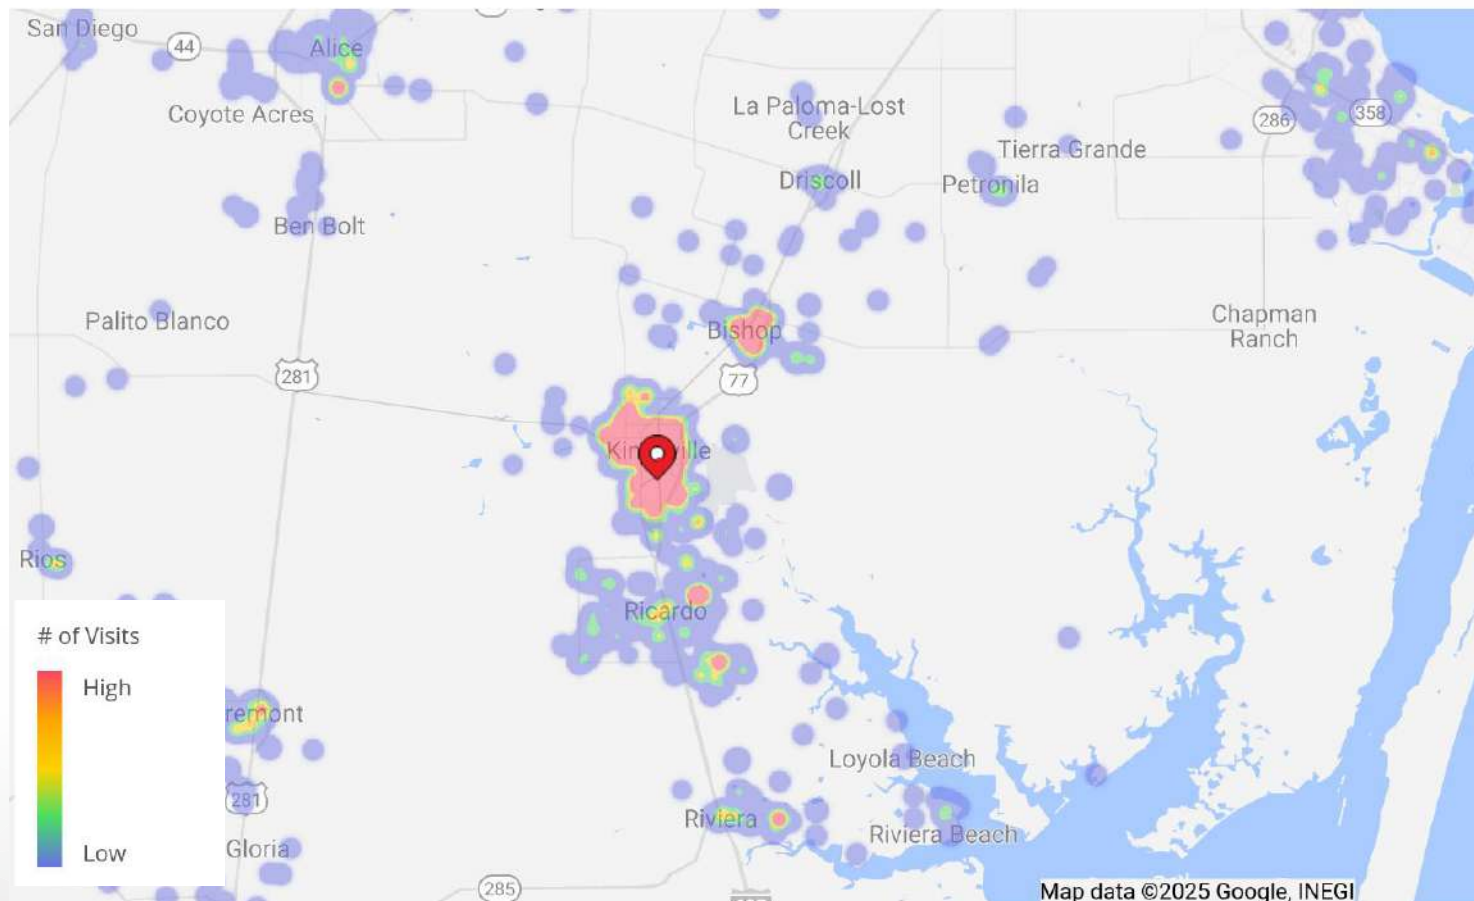 San Diego
44
Alice
Coyote Acres
La Paloma-Lost
Creek
286
358
Tierra Grande
Driscoll
Petronila
Ben Bolt
Palito Blanco
Bishop
Chapman
Ranch
281
77
Rios
# of Visits
High
Low
Ricardo
remont
Loyola Beach
281
Riviera
Riviera Beach
Gloria
285
Map data ©2025 Google, INEGI